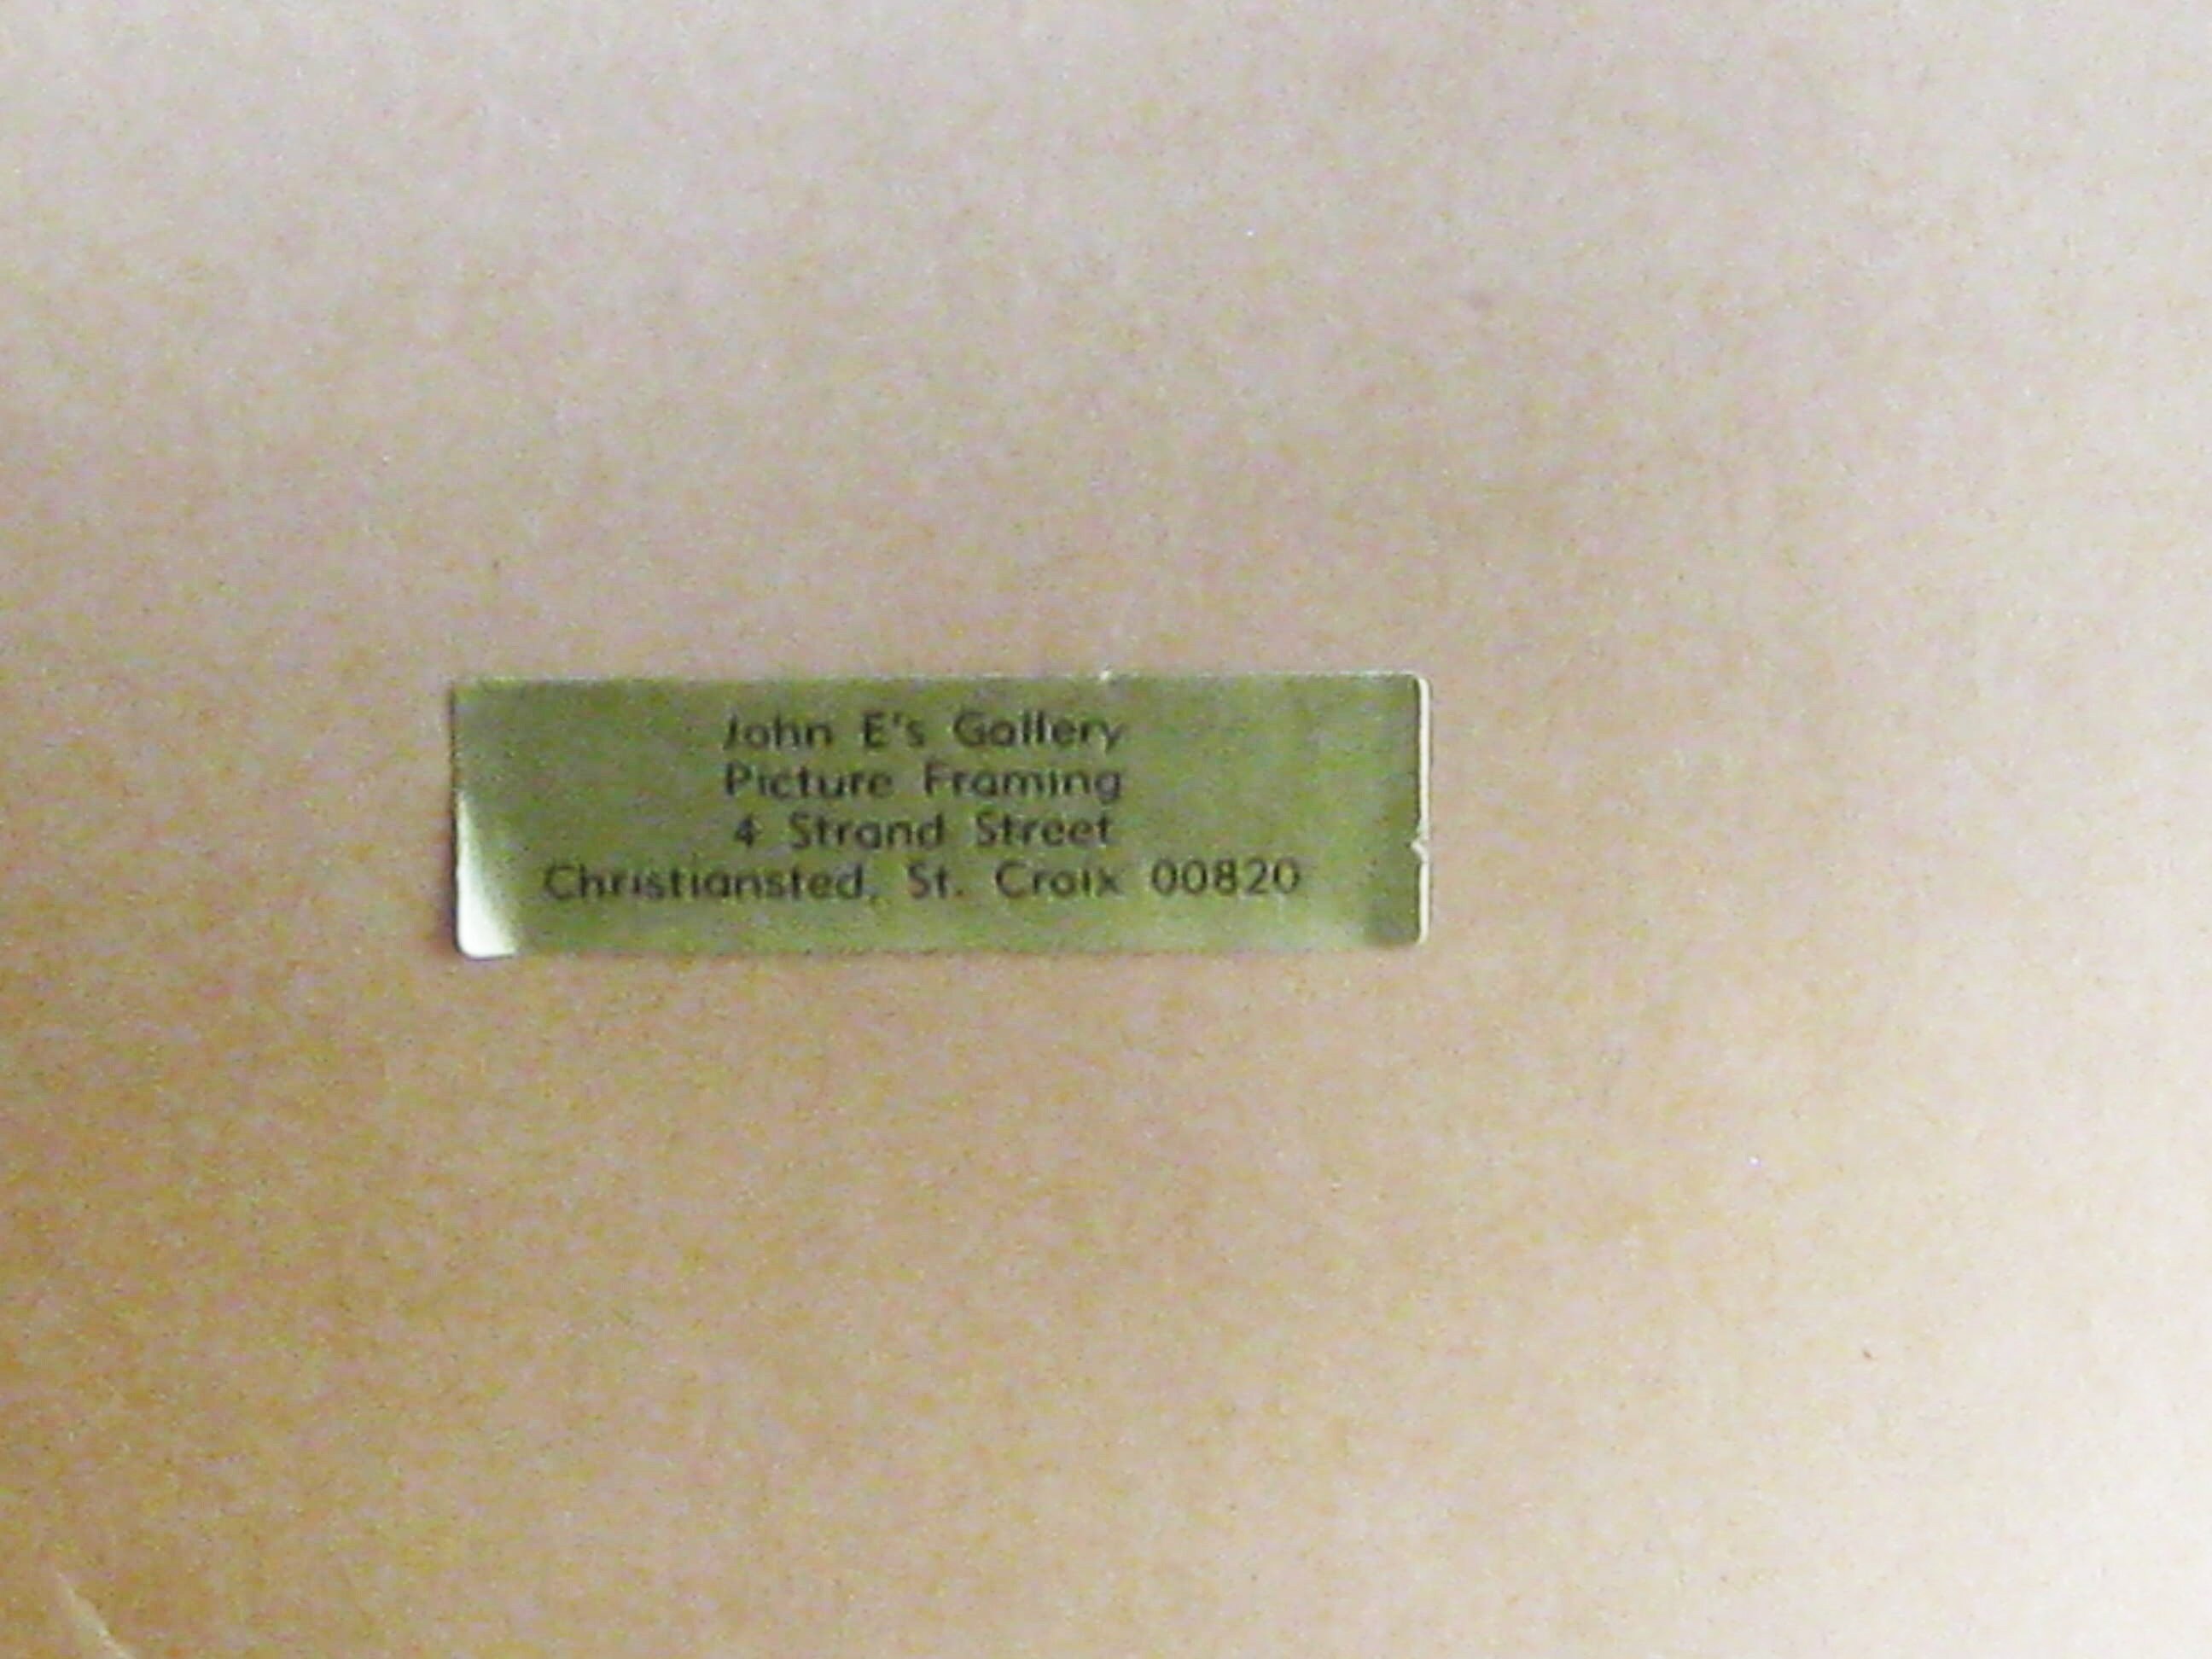 John E's Gallery
Picture Framing
4 Strand Street
Christiansted, St. Croix 00820